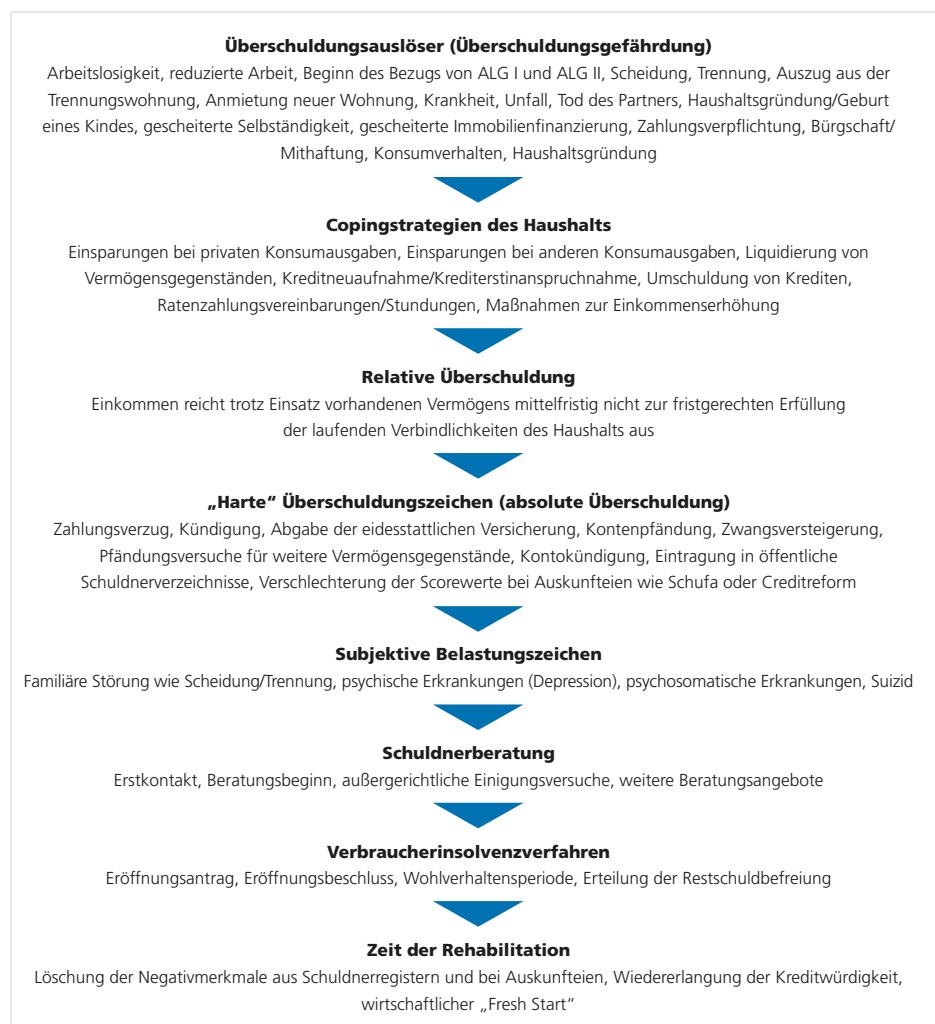 Überschuldungsauslöser (Überschuldungsgefährdung)
Arbeitslosigkeit, reduzierte Arbeit, Beginn des Bezugs von ALG I und ALG II, Scheidung, Trennung, Auszug aus der
Trennungswohnung, Anmietung neuer Wohnung, Krankheit, Unfall, Tod des Partners, Haushaltsgründung/Geburt
eines Kindes, gescheiterte Selbständigkeit, gescheiterte Immobilienfinanzierung, Zahlungsverpflichtung, Bürgschaft/
Mithaftung, Konsumverhalten, Haushaltsgründung
Copingstrategien des Haushalts
Einsparungen bei privaten Konsumausgaben, Einsparungen bei anderen Konsumausgaben, Liquidierung von
Vermögensgegenständen, Kreditneuaufnahme/Krediterstinanspruchnahme, Umschuldung von Krediten,
Ratenzahlungsvereinbarungen/Stundungen, Maßnahmen zur Einkommenserhöhung
Relative Überschuldung
Einkommen reicht trotz Einsatz vorhandenen Vermögens mittelfristig nicht zur fristgerechten Erfüllung
der laufenden Verbindlichkeiten des Haushalts aus
„Harte“ Überschuldungszeichen (absolute Überschuldung)
Zahlungsverzug, Kündigung, Abgabe der eidesstattlichen Versicherung, Kontenpfändung, Zwangsversteigerung,
Pfändungsversuche für weitere Vermögensgegenstände, Kontokündigung, Eintragung in öffentliche
Schuldnerverzeichnisse, Verschlechterung der Scorewerte bei Auskunfteien wie Schufa oder Creditreform
Subjektive Belastungszeichen
Familiäre Störung wie Scheidung/Trennung, psychische Erkrankungen (Depression), psychosomatische Erkrankungen, Suizid
Schuldnerberatung
Erstkontakt, Beratungsbeginn, außergerichtliche Einigungsversuche, weitere Beratungsangebote
Verbraucherinsolvenzverfahren
Eröffnungsantrag, Eröffnungsbeschluss, Wohlverhaltensperiode, Erteilung der Restschuldbefreiung
Zeit der Rehabilitation
Löschung der Negativmerkmale aus Schuldnerregistern und bei Auskunfteien, Wiedererlangung der Kreditwürdigkeit,
wirtschaftlicher „Fresh Start“